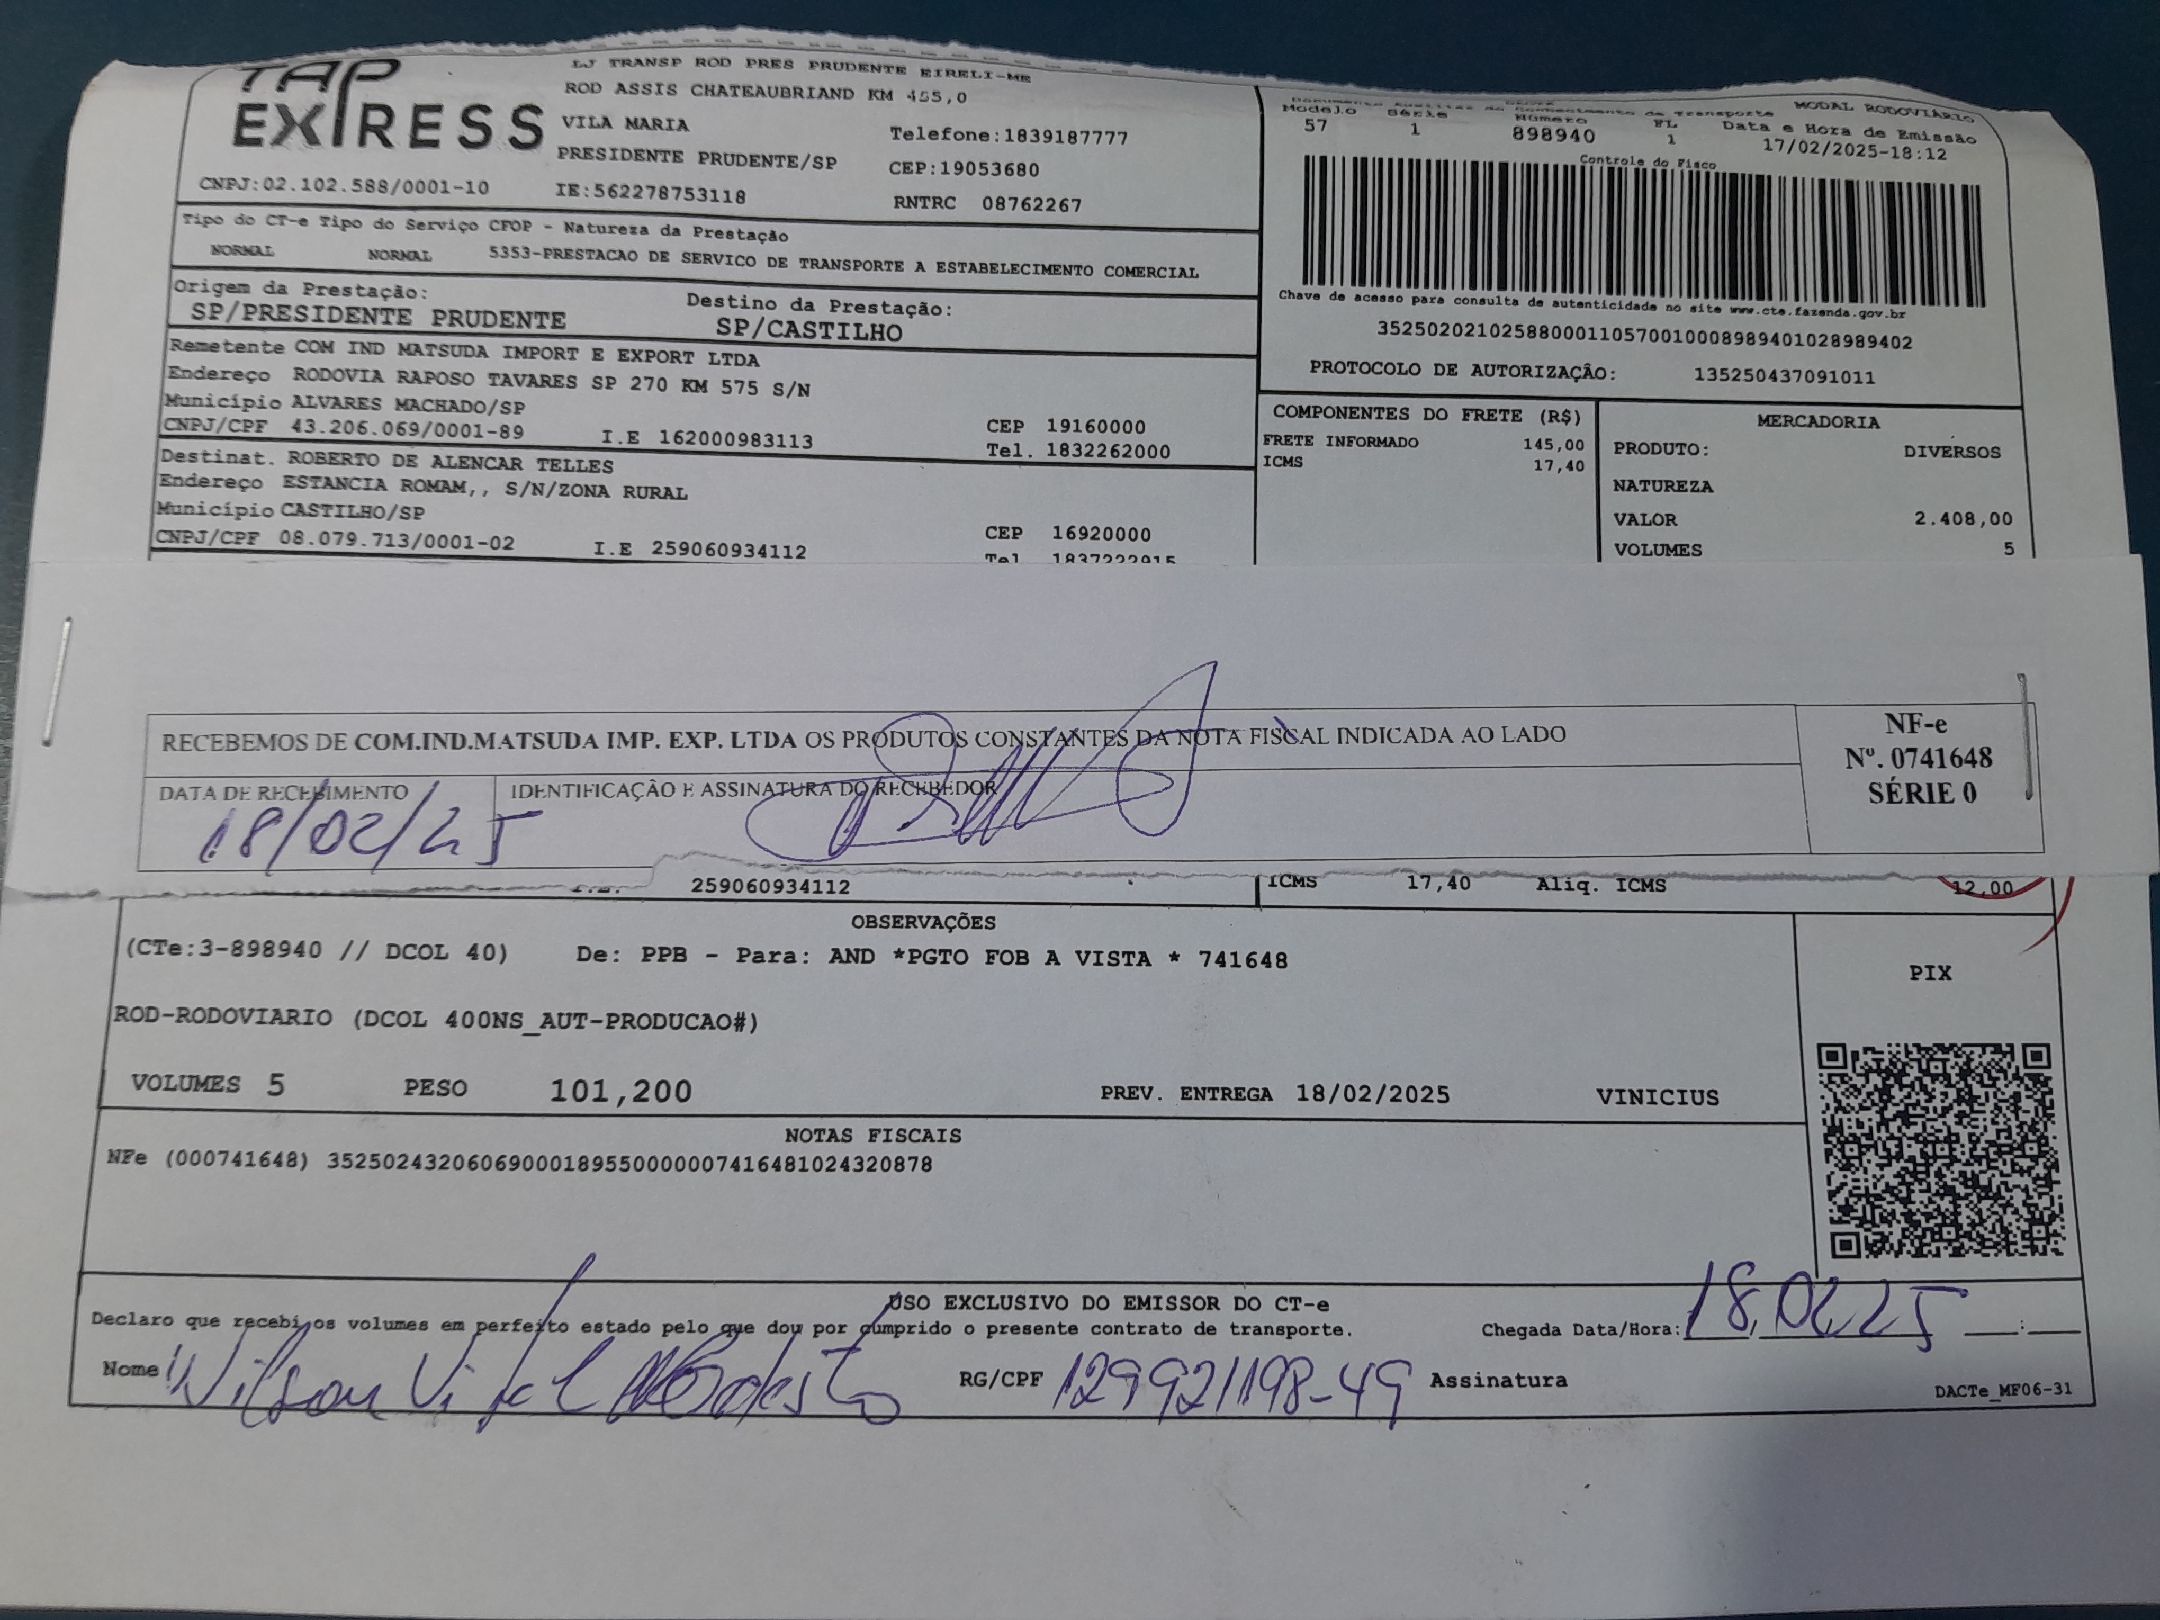 TAP
EXPRESS
LJ TRANSP ROD PRES PRUDENTE EIRELI-ME
ROD ASSIS CHATEAUBRIAND KM 455,0
VILA MARIA Telefone:1839187777
PRESIDENTE PRUDENTE/SP CEP:19053680
CNPJ:02.102.588/0001-10 IE:562278753118 RNTRC 08762267
MODAL RODOVIÁRIO
Modelo Série Número FL Data e Hora de Emissão
57 1 898940 1 17/02/2025-18:12
Controle do Fisco
Chave de acesso para consulta de autenticidade no site www.cte.fazenda.gov.br
35250202102588000110570010008989401028989402
PROTOCOLO DE AUTORIZAÇÃO: 135250437091011
Tipo do CT-e Tipo do Serviço CFOP - Natureza da Prestação
NORMAL NORMAL 5353-PRESTACAO DE SERVICO DE TRANSPORTE A ESTABELECIMENTO COMERCIAL
Origem da Prestação: Destino da Prestação:
SP/PRESIDENTE PRUDENTE SP/CASTILHO
Remetente COM IND MATSUDA IMPORT E EXPORT LTDA
Endereço RODOVIA RAPOSO TAVARES SP 270 KM 575 S/N
Município ALVARES MACHADO/SP CEP 19160000
CNPJ/CPF 43.206.069/0001-89 I.E 162000983113 Tel. 1832262000
Destinat. ROBERTO DE ALENCAR TELLES
Endereço ESTANCIA ROMAM,, S/N/ZONA RURAL
Município CASTILHO/SP CEP 16920000
CNPJ/CPF 08.079.713/0001-02 I.E 259060934112 Tel 1837222915
COMPONENTES DO FRETE (R$)
FRETE INFORMADO 145,00
ICMS 17,40
MERCADORIA
PRODUTO: DIVERSOS
NATUREZA
VALOR 2.408,00
VOLUMES 5
RECEBEMOS DE COM.IND.MATSUDA IMP. EXP. LTDA OS PRODUTOS CONSTANTES DA NOTA FISCAL INDICADA AO LADO
DATA DE RECEBIMENTO IDENTIFICAÇÃO E ASSINATURA DO RECEBEDOR
18/02/25
NF-e
Nº. 0741648
SÉRIE 0
259060934112 ICMS 17,40 Aliq. ICMS 12,00
OBSERVAÇÕES
(CTe:3-898940 // DCOL 40) De: PPB - Para: AND *PGTO FOB A VISTA * 741648
ROD-RODOVIARIO (DCOL 400NS_AUT-PRODUCAO#)
VOLUMES 5 PESO 101,200 PREV. ENTREGA 18/02/2025 VINICIUS
PIX
NOTAS FISCAIS
NFe (000741648) 35250243206069000189550000007416481024320878
USO EXCLUSIVO DO EMISSOR DO CT-e
Declaro que recebi os volumes em perfeito estado pelo que dou por cumprido o presente contrato de transporte. Chegada Data/Hora: 18,02,25 :
Nome Wilson Vital Modesto RG/CPF 129921198-49 Assinatura
DACTe_MF06-31